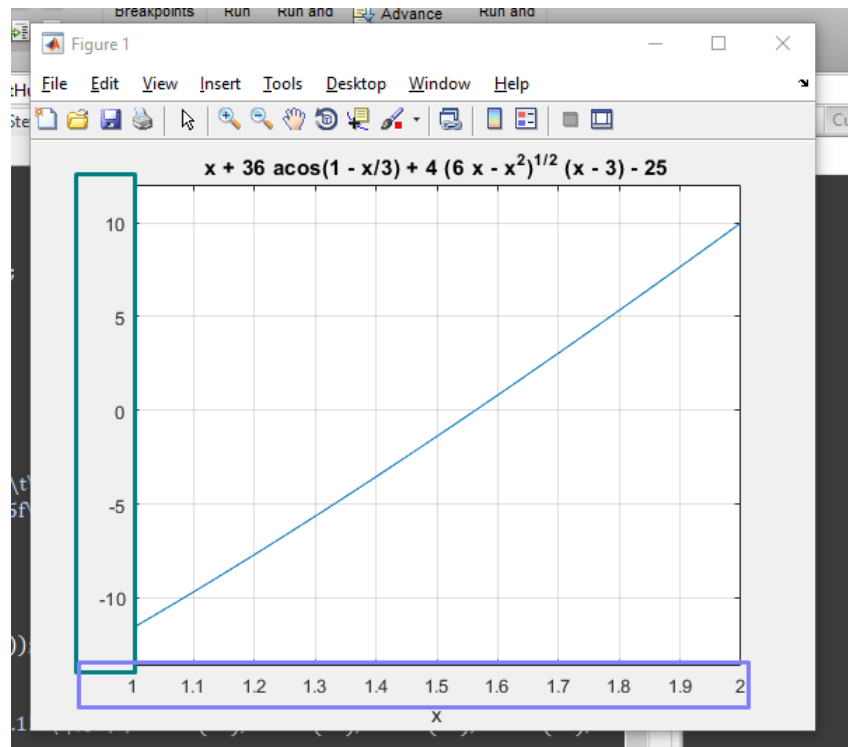 Breakpoints Run Run and Advance Run and
Figure 1
File Edit View Insert Tools Desktop Window Help
x + 36 acos(1 - x/3) + 4 (6 x - x²)^1/2 (x - 3) - 25
10
5
0
-5
-10
1 1.1 1.2 1.3 1.4 1.5 1.6 1.7 1.8 1.9 2
x